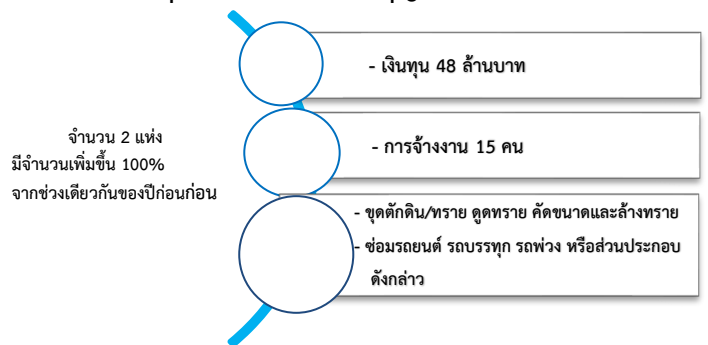 จำนวน 2 แห่ง
มีจำนวนเพิ่มขึ้น 100%
จากช่วงเดียวกันของปีก่อนก่อน
- เงินทุน 48 ล้านบาท
- การจ้างงาน 15 คน
- ขุดตักดิน/ทราย ดูดทราย คัดขนาดและล้างทราย
- ซ่อมรถยนต์ รถบรรทุก รถพ่วง หรือส่วนประกอบ
ดังกล่าว